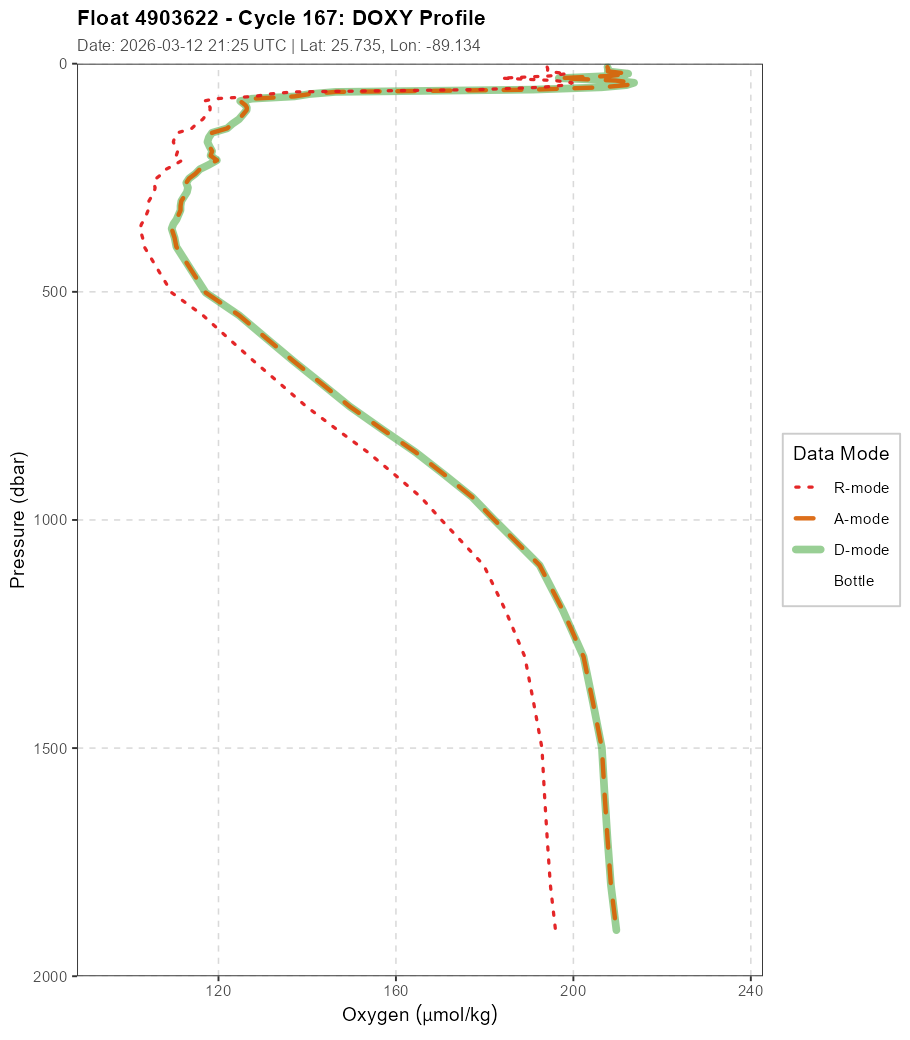 Float 4903622 - Cycle 167: DOXY Profile
Date: 2026-03-12 21:25 UTC | Lat: 25.735, Lon: -89.134
0
500
1000
1500
2000
Pressure (dbar)
120
160
200
240
Oxygen (μmol/kg)
Data Mode
R-mode
A-mode
D-mode
Bottle